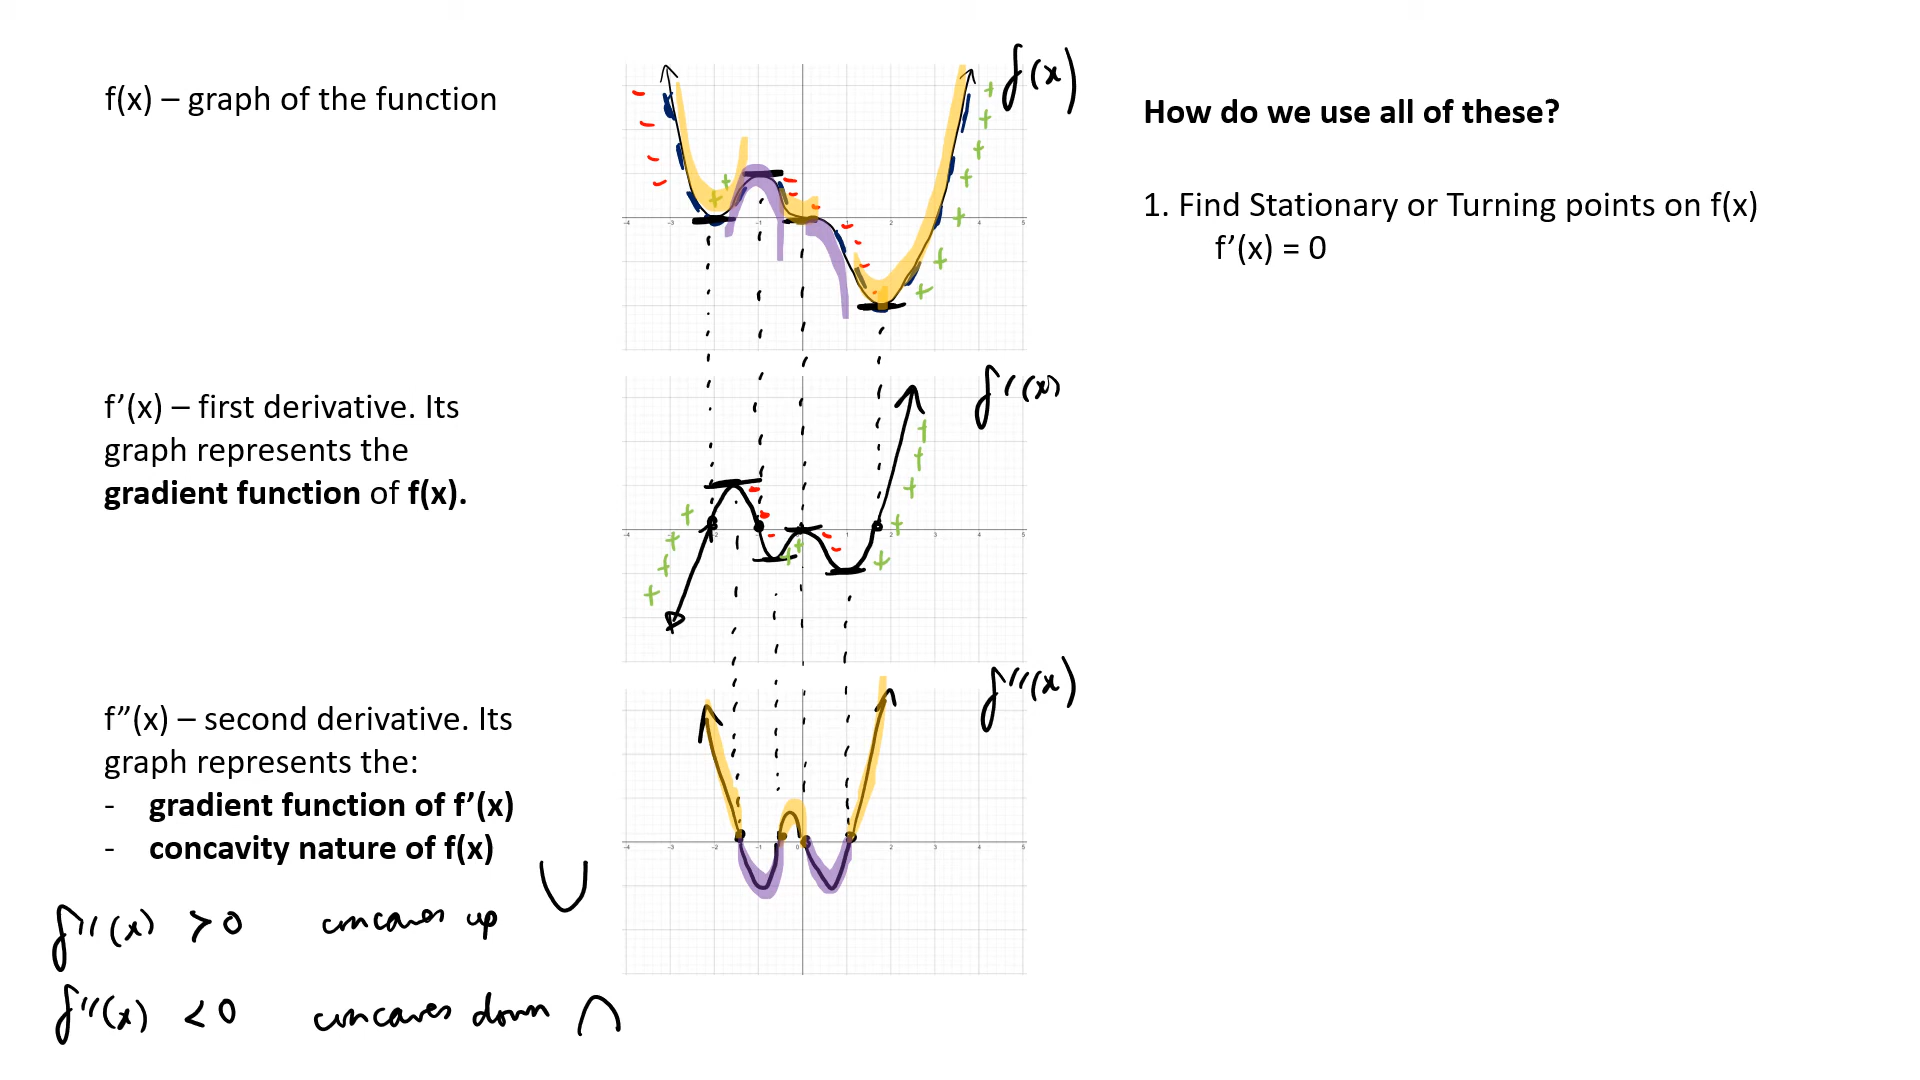 f(x) – graph of the function
f(x)
f’(x) – first derivative. Its
graph represents the
gradient function of f(x).
f'(x)
f”(x) – second derivative. Its
graph represents the:
- gradient function of f’(x)
- concavity nature of f(x)
f''(x)
f''(x) > 0 concaves up
f''(x) < 0 concaves down
How do we use all of these?
1. Find Stationary or Turning points on f(x)
f’(x) = 0